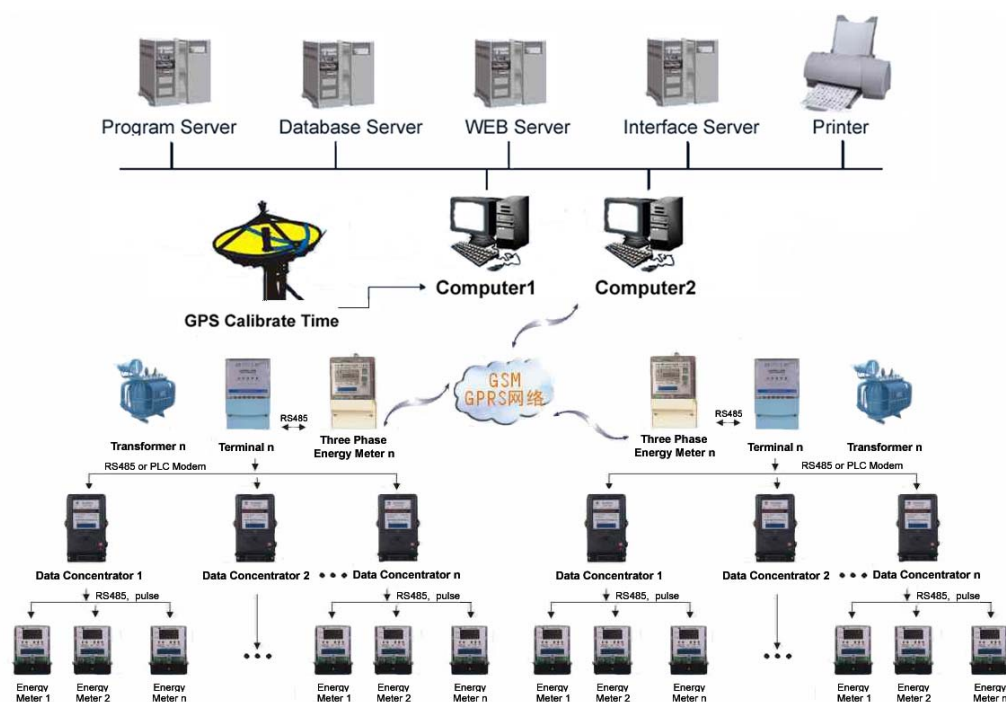 Program Server
Database Server
WEB Server
Interface Server
Printer
Computer1
Computer2
GPS Calibrate Time
GSM
GPRS网络
RS485
RS485
Transformer n
Terminal n
Three Phase
Energy Meter n
Three Phase
Energy Meter n
Terminal n
Transformer n
RS485 or PLC Modem
RS485 or PLC Modem
Data Concentrator 1
Data Concentrator 2
•••
Data Concentrator n
Data Concentrator 1
Data Concentrator 2
••••
Data Concentrator n
RS485, pulse
RS485, pulse
RS485, pulse
RS485, pulse
•••
•••
Energy
Meter 1
Energy
Meter 2
Energy
Meter n
Energy
Meter 1
Energy
Meter 2
Energy
Meter n
Energy
Meter 1
Energy
Meter 2
Energy
Meter n
Energy
Meter 1
Energy
Meter 2
Energy
Meter n